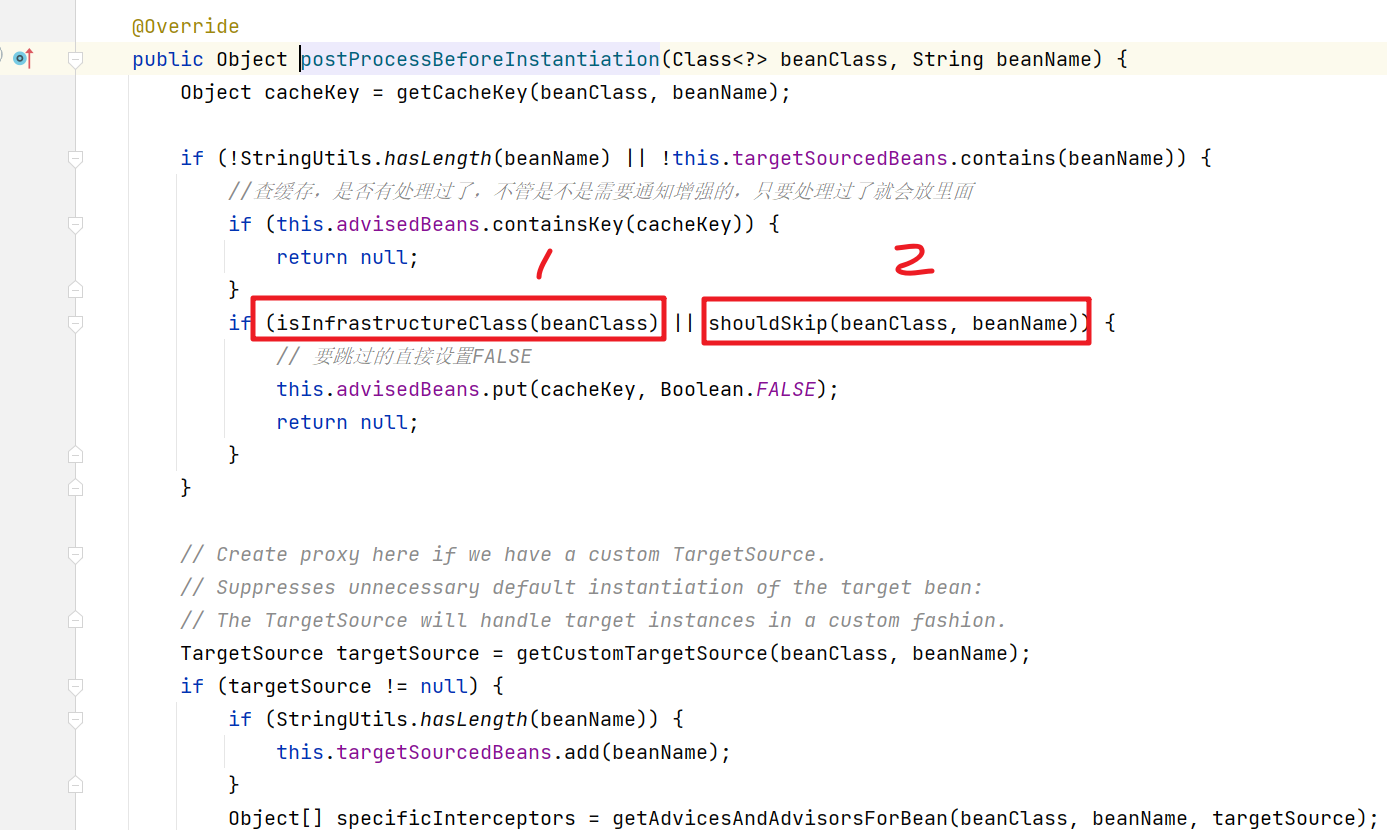 @Override
public Object postProcessBeforeInstantiation(Class<?> beanClass, String beanName) {
Object cacheKey = getCacheKey(beanClass, beanName);
if (!StringUtils.hasLength(beanName) || !this.targetSourcedBeans.contains(beanName)) {
//查缓存，是否有处理过了，不管是不是需要通知增强的，只要处理过了就会放里面
if (this.advisedBeans.containsKey(cacheKey)) {
return null;
1 2
}
if (isInfrastructureClass(beanClass) || shouldSkip(beanClass, beanName)) {
// 要跳过的直接设置FALSE
this.advisedBeans.put(cacheKey, Boolean.FALSE);
return null;
}
}
// Create proxy here if we have a custom TargetSource.
// Suppresses unnecessary default instantiation of the target bean:
// The TargetSource will handle target instances in a custom fashion.
TargetSource targetSource = getCustomTargetSource(beanClass, beanName);
if (targetSource != null) {
if (StringUtils.hasLength(beanName)) {
this.targetSourcedBeans.add(beanName);
}
Object[] specificInterceptors = getAdvicesAndAdvisorsForBean(beanClass, beanName, targetSource);